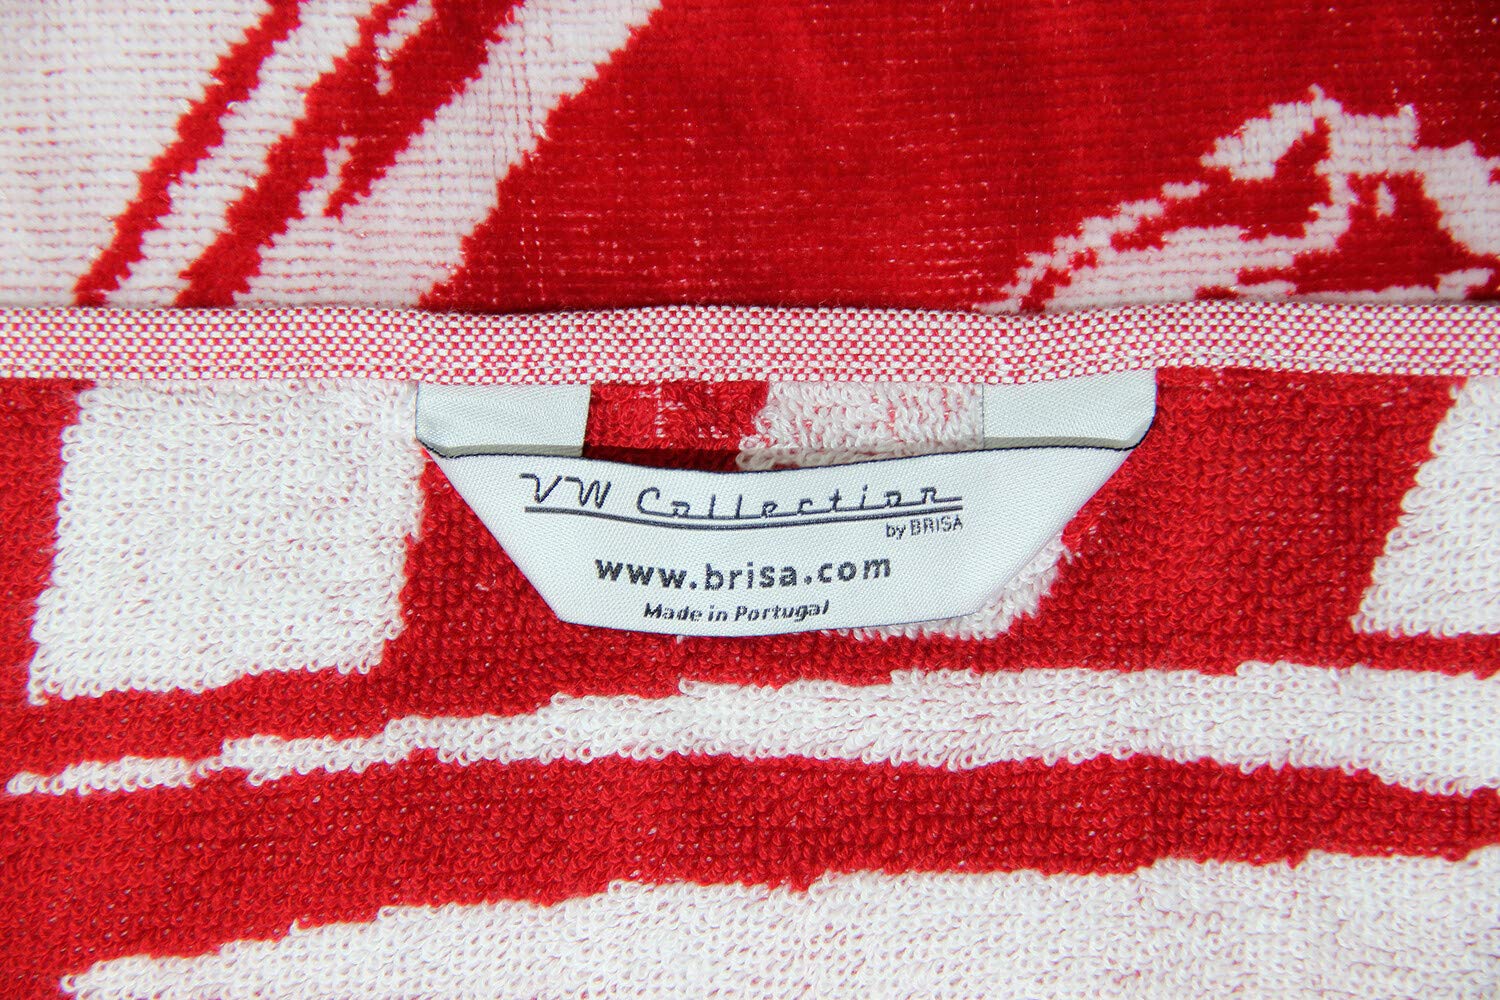 VW Collection
by BRISA
www.brisa.com
Made in Portugal